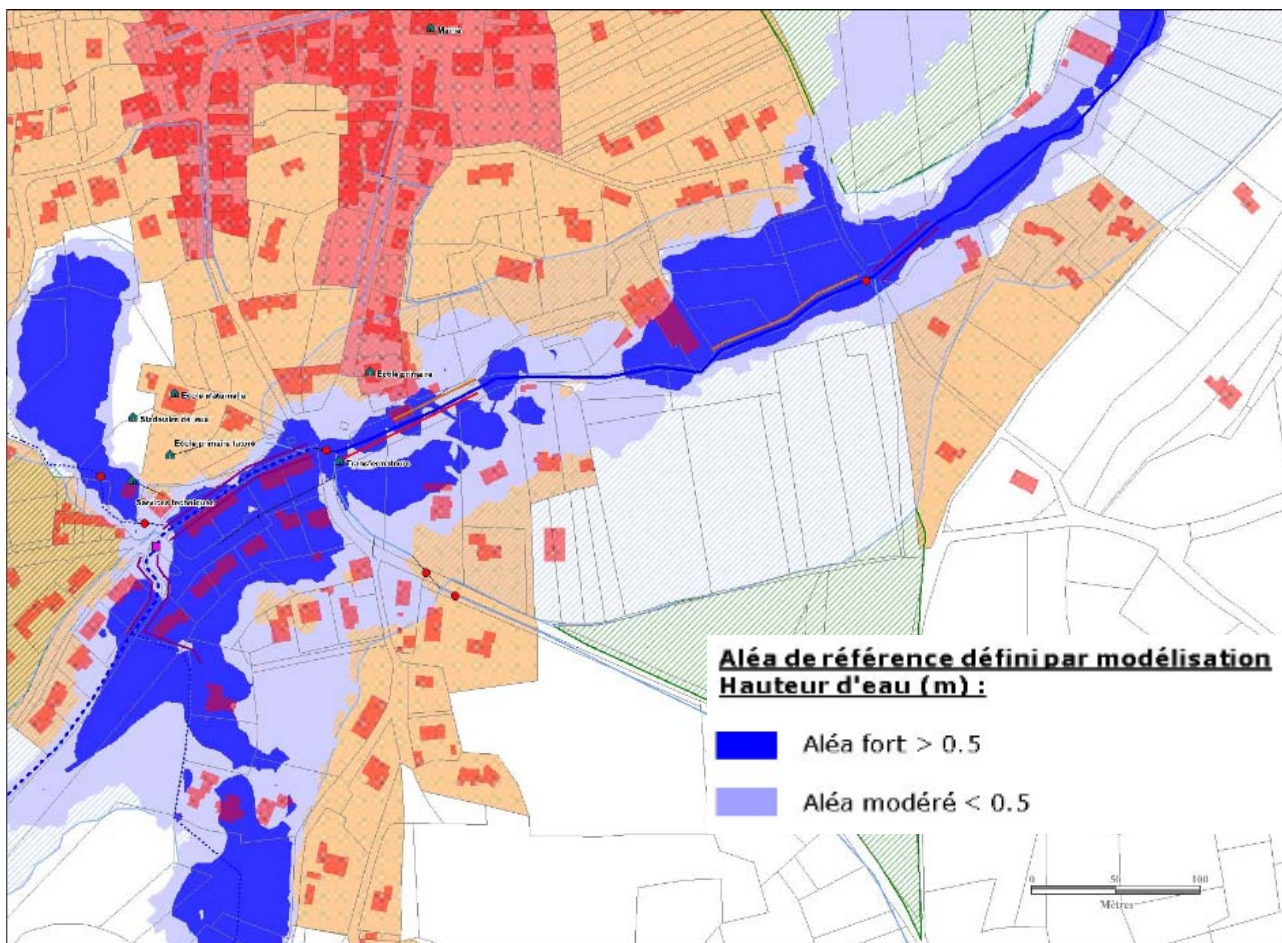 Mairie
Ecole primaire
Ecole maternelle
Ecole primaire
Transformateurs
Services techniques
Aléa de référence défini par modélisation
Hauteur d'eau (m) :
Aléa fort > 0.5
Aléa modéré < 0.5
0 50 100
Mètres